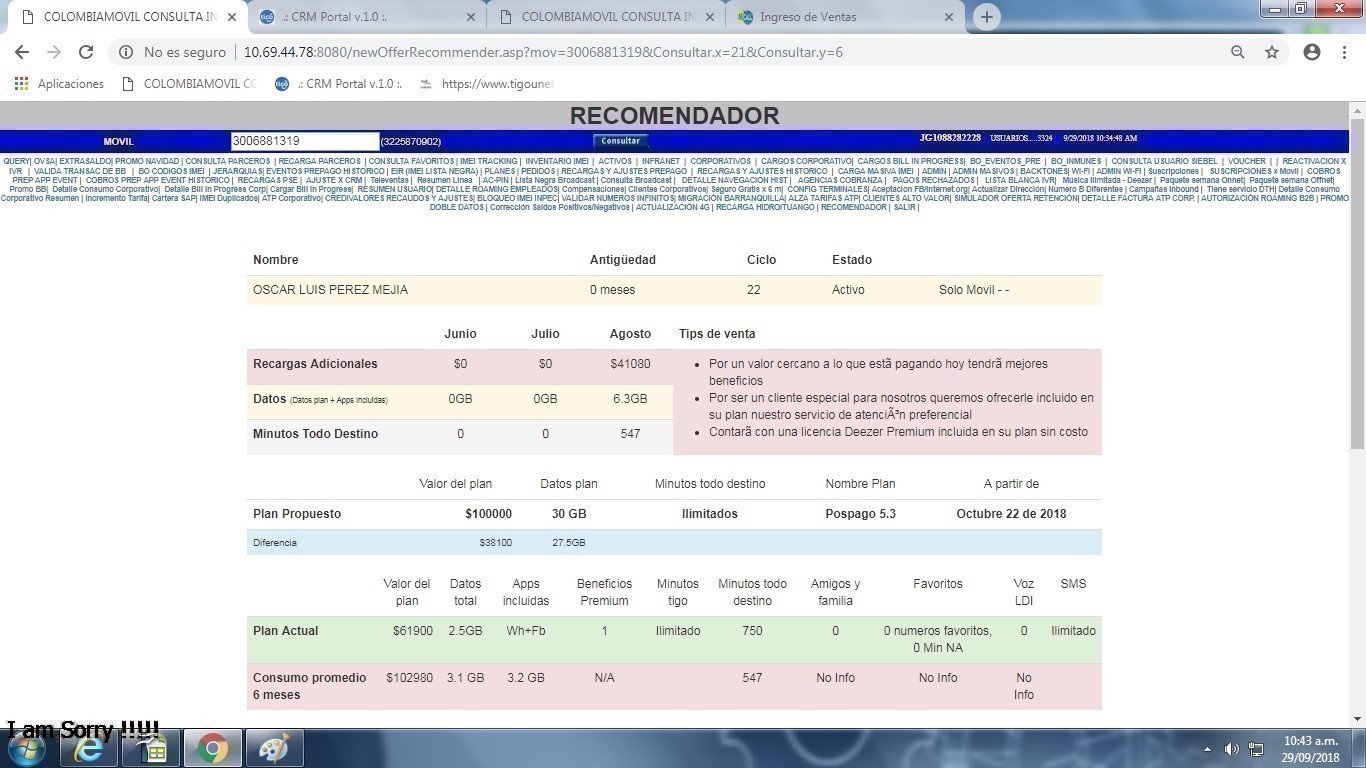 COLOMBIAMOVIL CONSULTA IN
.: CRM Portal v.1.0 :.
COLOMBIAMOVIL CONSULTA IN
Ingreso de Ventas
No es seguro | 10.69.44.78:8080/newOfferRecommender.asp?mov=3006881319&Consultar.x=21&Consultar.y=6
Aplicaciones
COLOMBIAMOVIL CO
.: CRM Portal v.1.0 :.
https://www.tigoune
RECOMENDADOR
MOVIL 3006881319 (3225870902) Consultar JG1088282228 USUARIOS.....3324 9/29/2018 10:34:48 AM
QUERY| OVSA| EXTRASALDO| PROMO NAVIDAD | CONSULTA PARCEROS | RECARGA PARCEROS | CONSULTA FAVORITOS | IMEI TRACKING | INVENTARIO IMEI | ACTIVOS | INFRANET | CORPORATIVOS | CARGOS CORPORATIVO| CARGOS BILL IN PROGRESS| BO_EVENTOS_PRE | BO_INMUNES | CONSULTA USUARIO SIEBEL | VOUCHER | | REACTIVACION X
IVR | VALIDA TRANSAC DE BB | BO CODIGOS IMEI | JERARQUIAS| EVENTOS PREPAGO HISTORICO | EIR (IMEI LISTA NEGRA) | PLANES | PEDIDOS | RECARGAS Y AJUSTES PREPAGO | RECARGAS Y AJUSTES HISTORICO | CARGA MASIVA IMEI | ADMIN | ADMIN MASIVOS | BACKTONES| WI-FI | ADMIN WI-FI | Suscripciones | SUSCRIPCIONES x Movil | COBROS
PREP APP EVENT | COBROS PREP APP EVENT HISTORICO | RECARGAS PSE | AJUSTE X CRM | Televentas | Resumen Linea | AC-PIN | Lista Negra Broadcast | Consulta Broadcast | DETALLE NAVEGACION HIST | AGENCIAS COBRANZA | PAGOS RECHAZADOS | LISTA BLANCA IVR| Música Ilimitada - Deezer | Paquete semana Onnet| Paquete semana Offnet|
Promo BB| Detalle Consumo Corporativo| Detalle Bill in Progress Corp| Cargar Bill in Progress| RESUMEN USUARIO| DETALLE ROAMING EMPLEADOS| Compensaciones| Clientes Corporativos| Seguro Gratis x 6 m| CONFIG TERMINALES| Aceptacion FB/internet.org| Actualizar Dirección| Numero B Diferentes | Campañas Inbound | Tiene servicio DTH| Detalle Consumo
Corporativo Resumen | Incremento Tarifa| Cartera SAP| IMEI Duplicados| ATP Corporativo| CREDIVALORES RECAUDOS Y AJUSTES| BLOQUEO IMEI INPEC| VALIDAR NUMEROS INFINITOS| MIGRACIÓN BARRANQUILLA| ALZA TARIFAS ATP| CLIENTES ALTO VALOR| SIMULADOR OFERTA RETENCIÓN| DETALLE FACTURA ATP CORP. | AUTORIZACIÓN ROAMING B2B | PROMO
DOBLE DATOS | Corrección Saldos Positivos/Negativos | ACTUALIZACIÓN 4G | RECARGA HIDROITUANGO | RECOMENDADOR | SALIR |
Nombre Antigüedad Ciclo Estado
OSCAR LUIS PEREZ MEJIA 0 meses 22 Activo Solo Movil - -
Junio Julio Agosto Tips de venta
Recargas Adicionales $0 $0 $41080
Datos (Datos plan + Apps Incluidas) 0GB 0GB 6.3GB
Minutos Todo Destino 0 0 547
• Por un valor cercano a lo que estã pagando hoy tendrã mejores
beneficios
• Por ser un cliente especial para nosotros queremos ofrecerle incluido en
su plan nuestro servicio de atenciÃ³n preferencial
• Contarã con una licencia Deezer Premium incluida en su plan sin costo
Valor del plan Datos plan Minutos todo destino Nombre Plan A partir de
Plan Propuesto $100000 30 GB Ilimitados Pospago 5.3 Octubre 22 de 2018
Diferencia $38100 27.5GB
Valor del Datos Apps Beneficios Minutos Minutos todo Amigos y Favoritos Voz SMS
plan total incluidas Premium tigo destino familia LDI
Plan Actual $61900 2.5GB Wh+Fb 1 Ilimitado 750 0 0 numeros favoritos, 0 Ilimitado
0 Min NA
Consumo promedio $102980 3.1 GB 3.2 GB N/A 547 No Info No Info No
6 meses Info
I am Sorry !!!!!
10:43 a.m.
29/09/2018